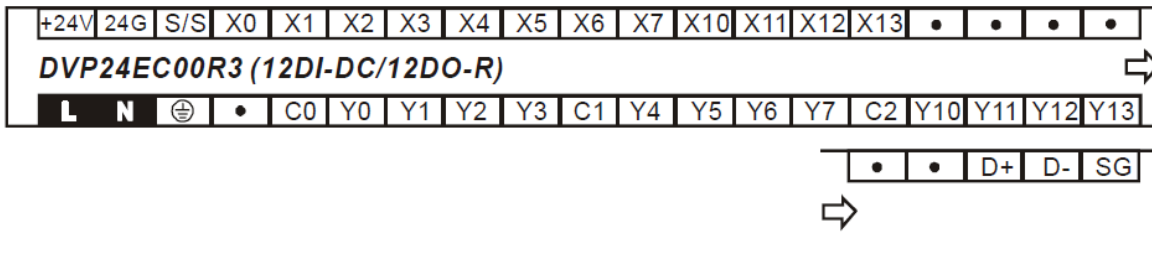 +24V 24G S/S X0 X1 X2 X3 X4 X5 X6 X7 X10 X11 X12 X13 • • • •
DVP24EC00R3 (12DI-DC/12DO-R)
L N • C0 Y0 Y1 Y2 Y3 C1 Y4 Y5 Y6 Y7 C2 Y10 Y11 Y12 Y13
• • D+ D- SG